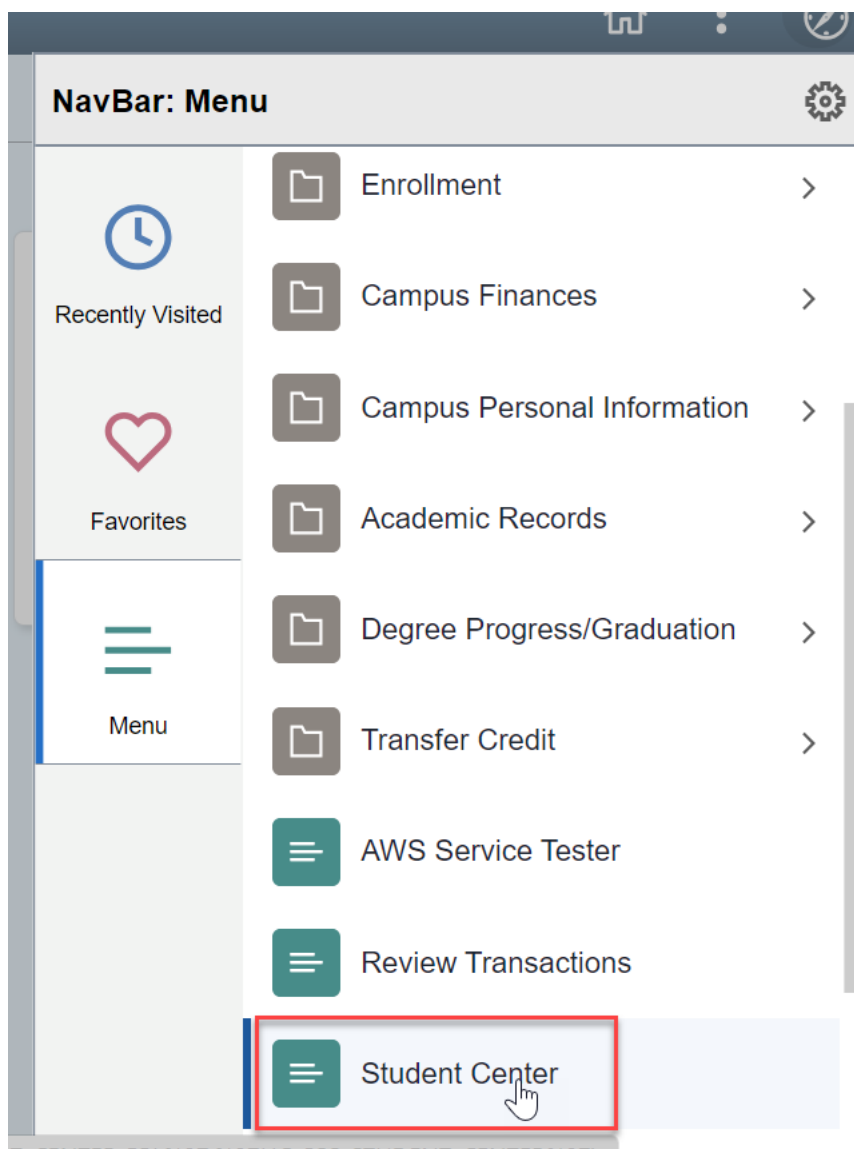 NavBar: Menu
Recently Visited
Favorites
Menu
Enrollment
Campus Finances
Campus Personal Information
Academic Records
Degree Progress/Graduation
Transfer Credit
AWS Service Tester
Review Transactions
Student Center